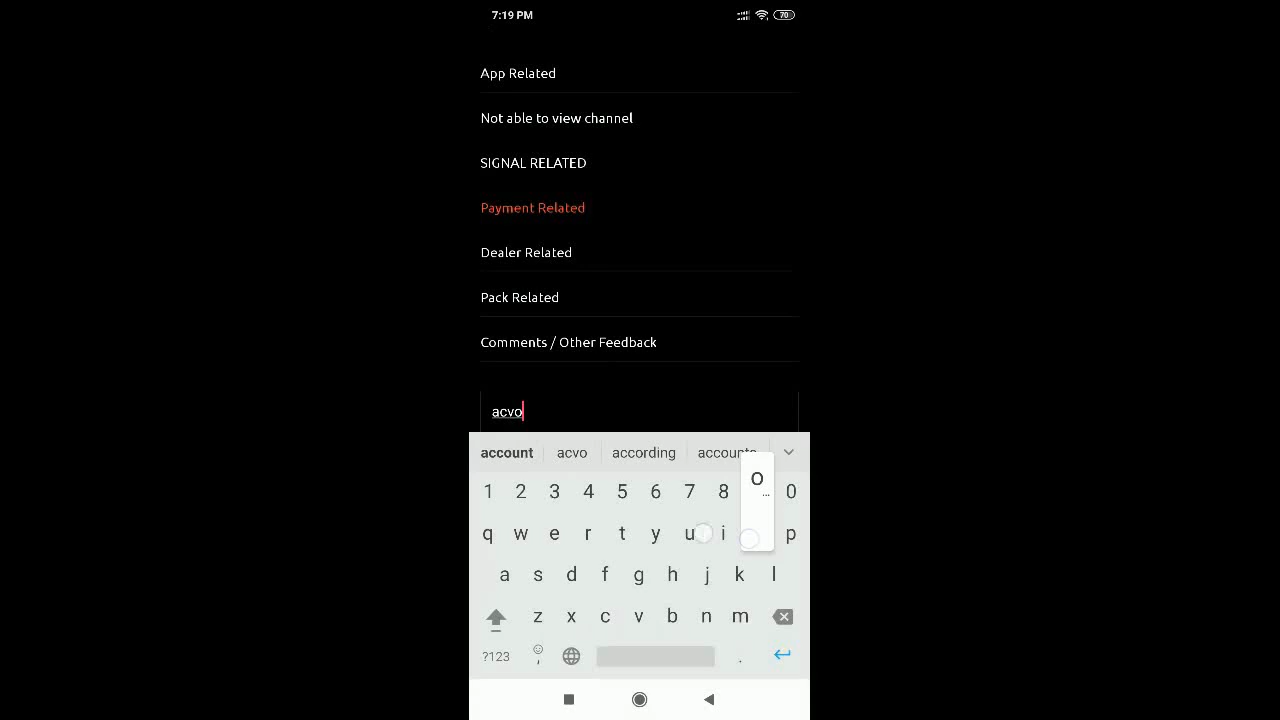 7:19 PM 70
App Related
Not able to view channel
SIGNAL RELATED
Payment Related
Dealer Related
Pack Related
Comments / Other Feedback
acvo
account acvo according accounts
1 2 3 4 5 6 7 8 0
o
...
q w e r t y u i p
a s d f g h j k l
z x c v b n m
?123 , .